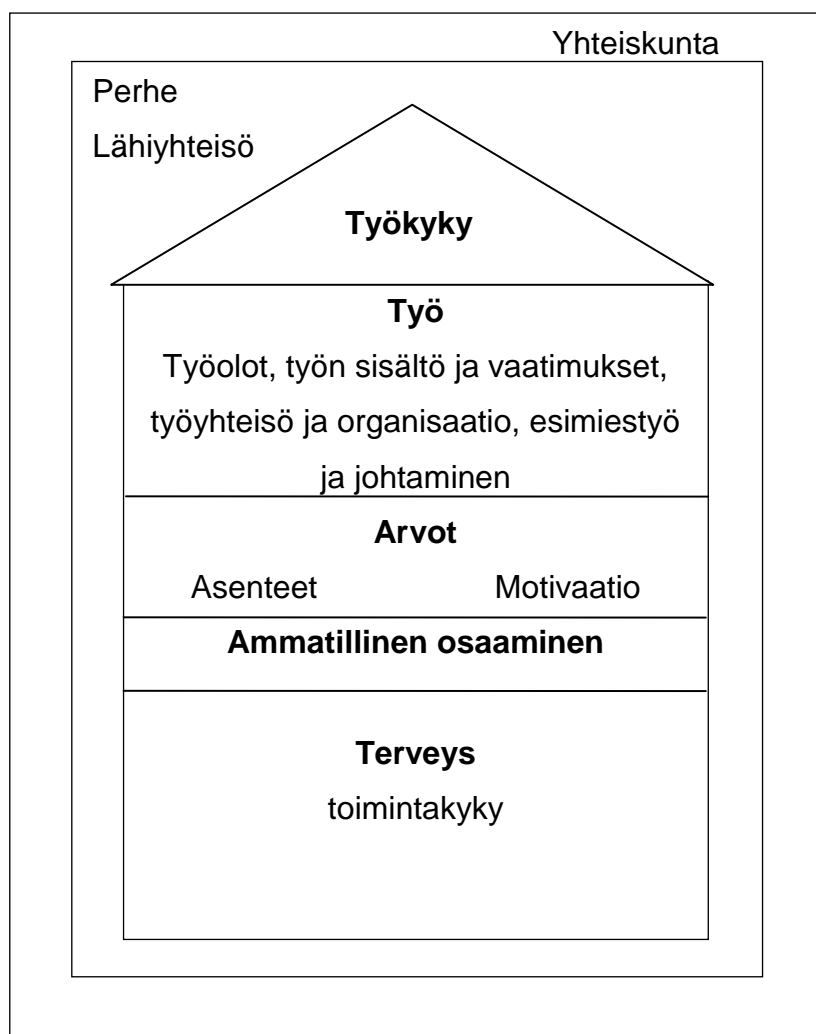 Yhteiskunta
Perhe
Lähiyhteisö
Työkyky
Työ
Työolot, työn sisältö ja vaatimukset,
työyhteisö ja organisaatio, esimiestyö
ja johtaminen
Arvot
Asenteet Motivaatio
Ammatillinen osaaminen
Terveys
toimintakyky